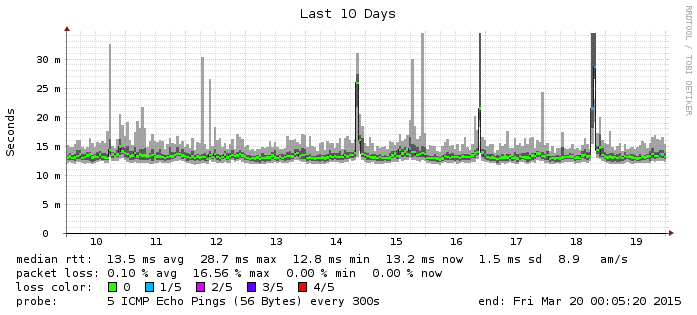 Last 10 Days
RRDTOOL / TOBI OETIKER
Seconds
30 m
25 m
20 m
15 m
10 m
5 m
0
10 11 12 13 14 15 16 17 18 19
median rtt: 13.5 ms avg 28.7 ms max 12.8 ms min 13.2 ms now 1.5 ms sd 8.9 am/s
packet loss: 0.10 % avg 16.56 % max 0.00 % min 0.00 % now
loss color: 0 1/5 2/5 3/5 4/5
probe: 5 ICMP Echo Pings (56 Bytes) every 300s end: Fri Mar 20 00:05:20 2015